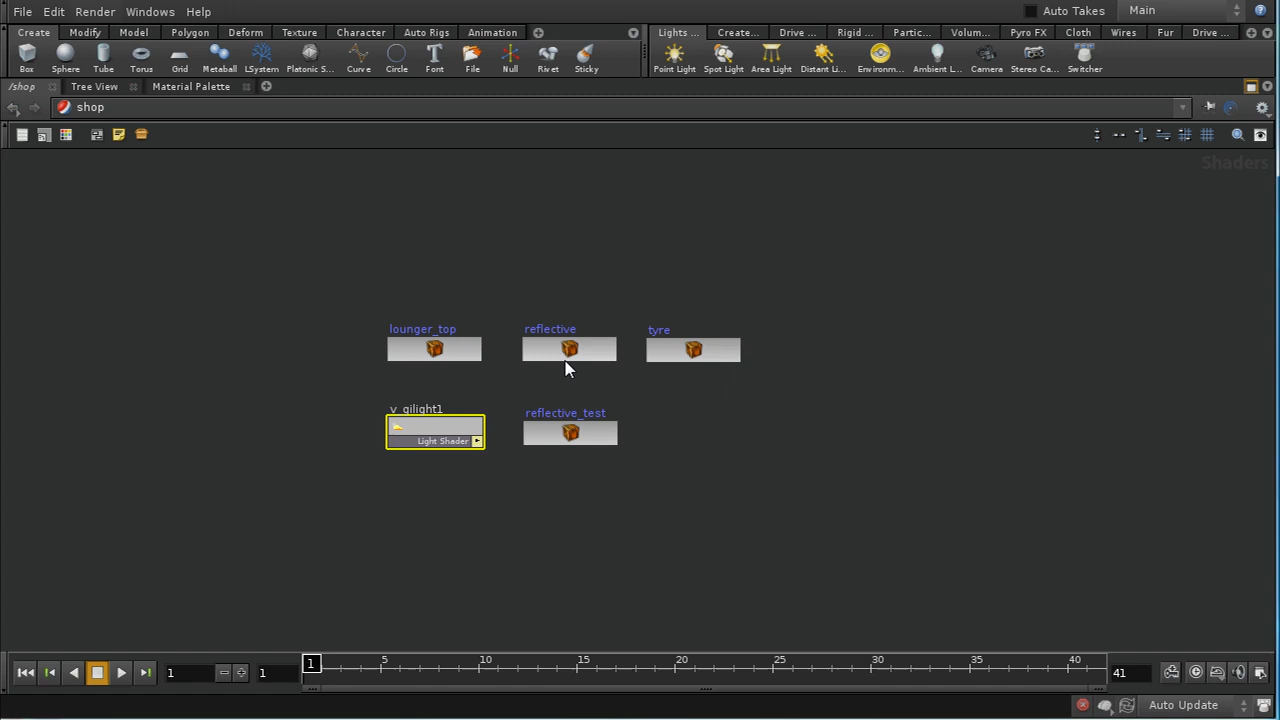 File Edit Render Windows Help Auto Takes Main
Create Modify Model Polygon Deform Texture Character Auto Rigs Animation Lights ... Create... Drive ... Rigid ... Partic... Volum... Pyro FX Cloth Wires Fur Drive ...
Box Sphere Tube Torus Grid Metaball LSystem Platonic S... Curve Circle Font File Null Rivet Sticky Point Light Spot Light Area Light Distant Li... Environm... Ambient L... Camera Stereo Ca... Switcher
/shop Tree View Material Palette
shop
Shaders
lounger_top reflective tyre
v_gilight1 reflective_test
Light Shader
1 1 1 5 10 15 20 25 30 35 40 41
Auto Update